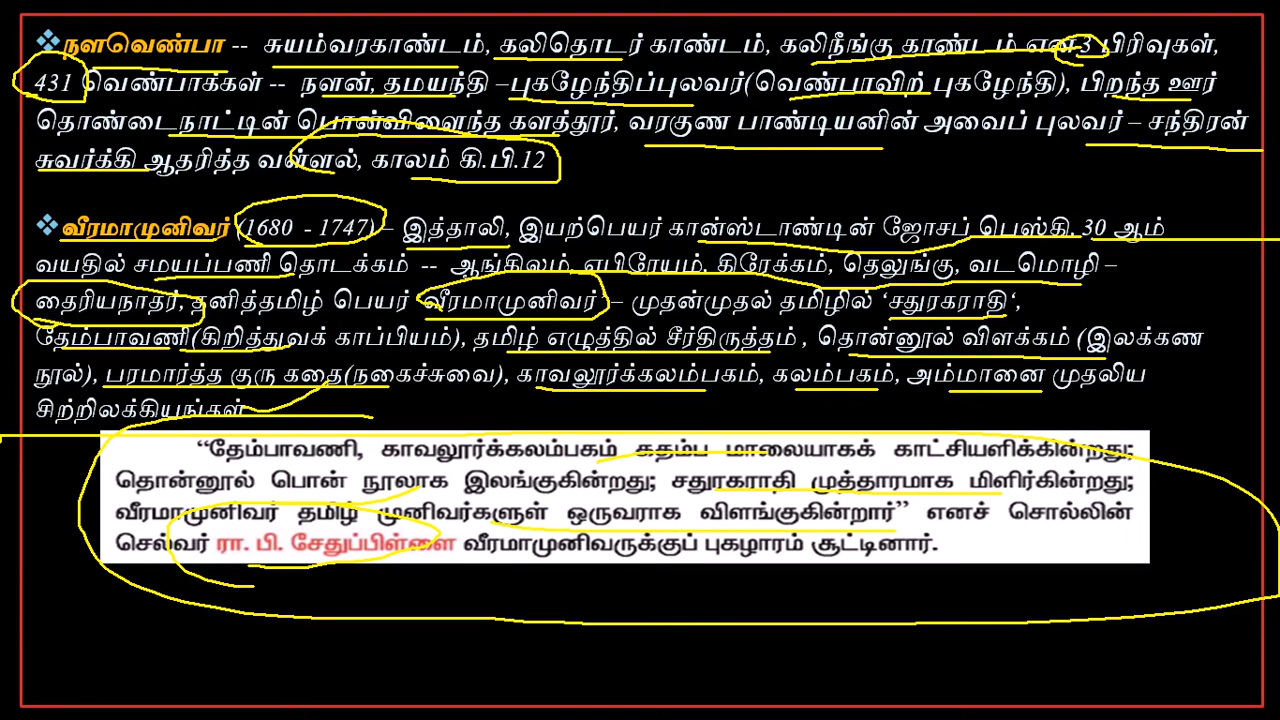 நளவெண்பா -- சுயம்வரகாண்டம், கலிதொடர் காண்டம், கலிநீங்கு காண்டம் என 3 பிரிவுகள்,
431 வெண்பாக்கள் -- நளன், தமயந்தி –புகழேந்திப்புலவர்(வெண்பாவிற் புகழேந்தி), பிறந்த ஊர்
தொண்டைநாட்டின் பொன்விளைந்த களத்தூர், வரகுண பாண்டியனின் அவைப் புலவர் – சந்திரன்
சுவர்க்கி ஆதரித்த வள்ளல், காலம் கி.பி.12
வீரமாமுனிவர் (1680 - 1747) – இத்தாலி, இயற்பெயர் கான்ஸ்டாண்டின் ஜோசப் பெஸ்கி, 30 ஆம்
வயதில் சமயப்பணி தொடக்கம் -- ஆங்கிலம், எபிரேயம், கிரேக்கம், தெலுங்கு, வடமொழி –
தைரியநாதர், தனித்தமிழ் பெயர் வீரமாமுனிவர் – முதன்முதல் தமிழில் ‘சதுரகராதி‘,
தேம்பாவணி(கிறித்துவக் காப்பியம்), தமிழ் எழுத்தில் சீர்திருத்தம் , தொன்னூல் விளக்கம் (இலக்கண
நூல்), பரமார்த்த குரு கதை(நகைச்சுவை), காவலூர்க்கலம்பகம், கலம்பகம், அம்மானை முதலிய
சிற்றிலக்கியங்கள்
“தேம்பாவணி, காவலூர்க்கலம்பகம் கதம்ப மாலையாகக் காட்சியளிக்கின்றது;
தொன்னூல் பொன் நூலாக இலங்குகின்றது; சதுரகராதி முத்தாரமாக மிளிர்கின்றது;
வீரமாமுனிவர் தமிழ் முனிவர்களுள் ஒருவராக விளங்குகின்றார்” எனச் சொல்லின்
செல்வர் ரா. பி. சேதுப்பிள்ளை வீரமாமுனிவருக்குப் புகழாரம் சூட்டினார்.